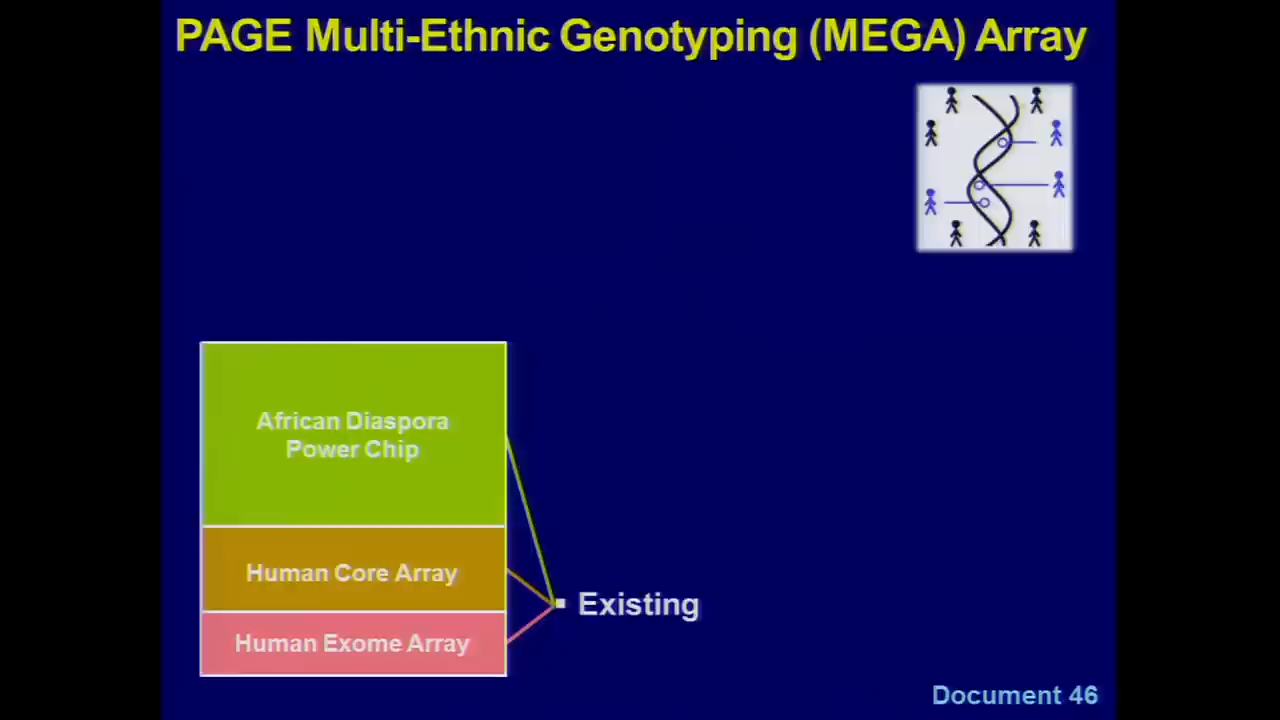 PAGE Multi-Ethnic Genotyping (MEGA) Array
African Diaspora
Power Chip
Human Core Array
Human Exome Array
▪ Existing
Document 46